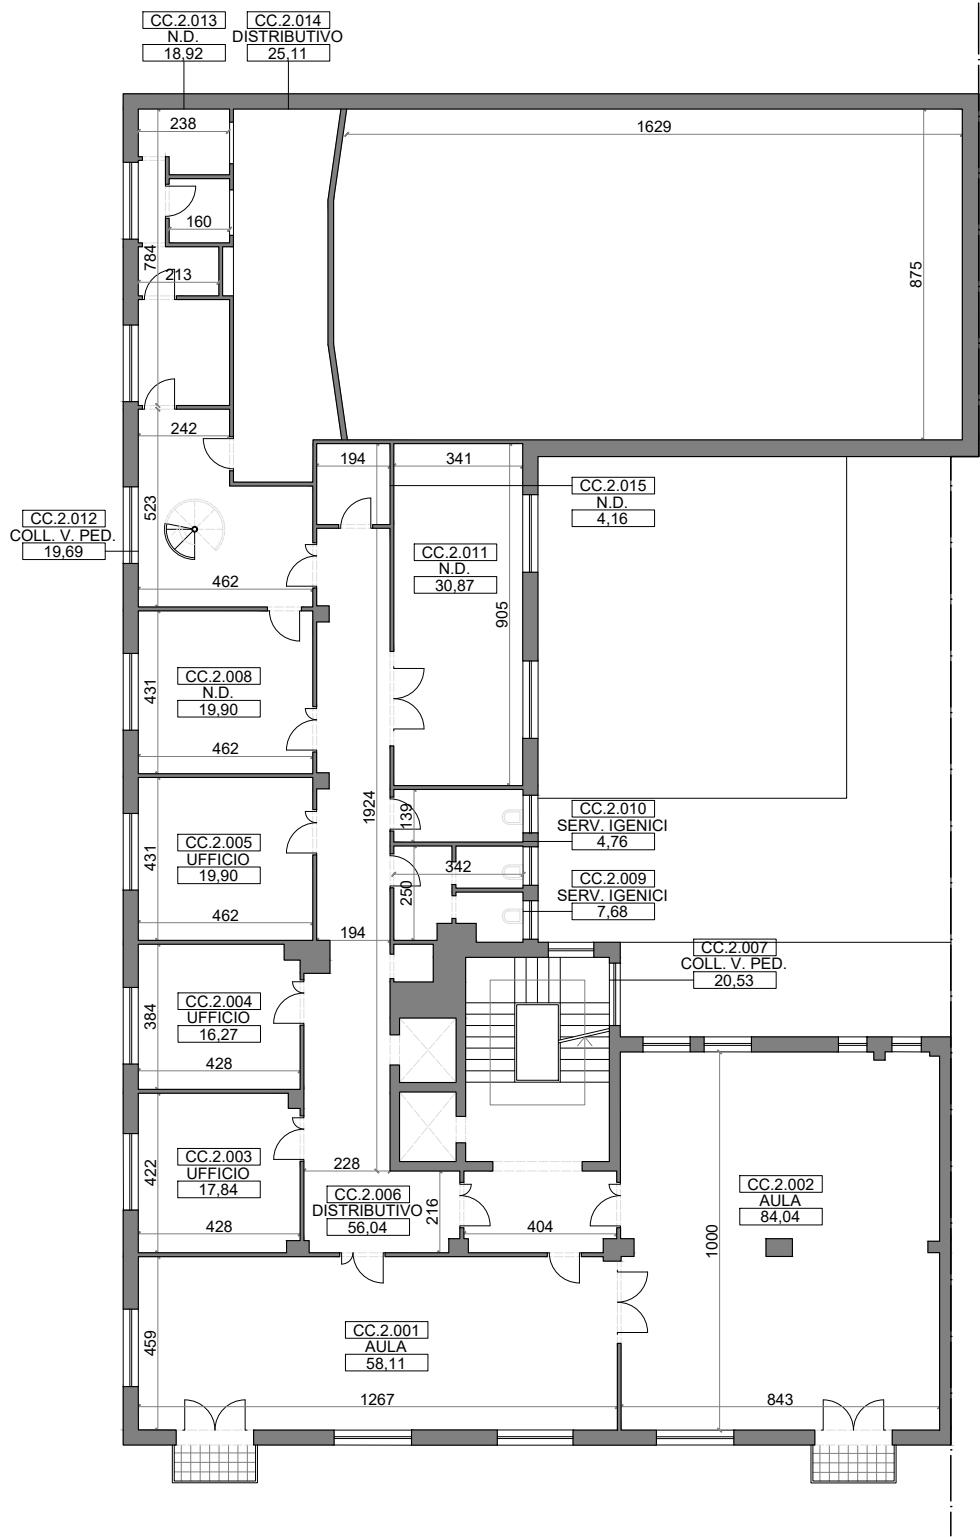 CC.2.013
N.D.
18,92
CC.2.014
DISTRIBUTIVO
25,11
238
1629
160
784
213
875
242
194
341
523
CC.2.015
N.D.
4,16
CC.2.012
COLL. V. PED.
19,69
CC.2.011
N.D.
30,87
462
905
431
CC.2.008
N.D.
19,90
462
1924
139
CC.2.010
SERV. IGENICI
4,76
431
CC.2.005
UFFICIO
19,90
342
250
CC.2.009
SERV. IGENICI
7,68
462
194
CC.2.007
COLL. V. PED.
20,53
384
CC.2.004
UFFICIO
16,27
428
422
CC.2.003
UFFICIO
17,84
428
228
CC.2.006
DISTRIBUTIVO
56,04
216
404
CC.2.002
AULA
84,04
1000
459
CC.2.001
AULA
58,11
1267
843